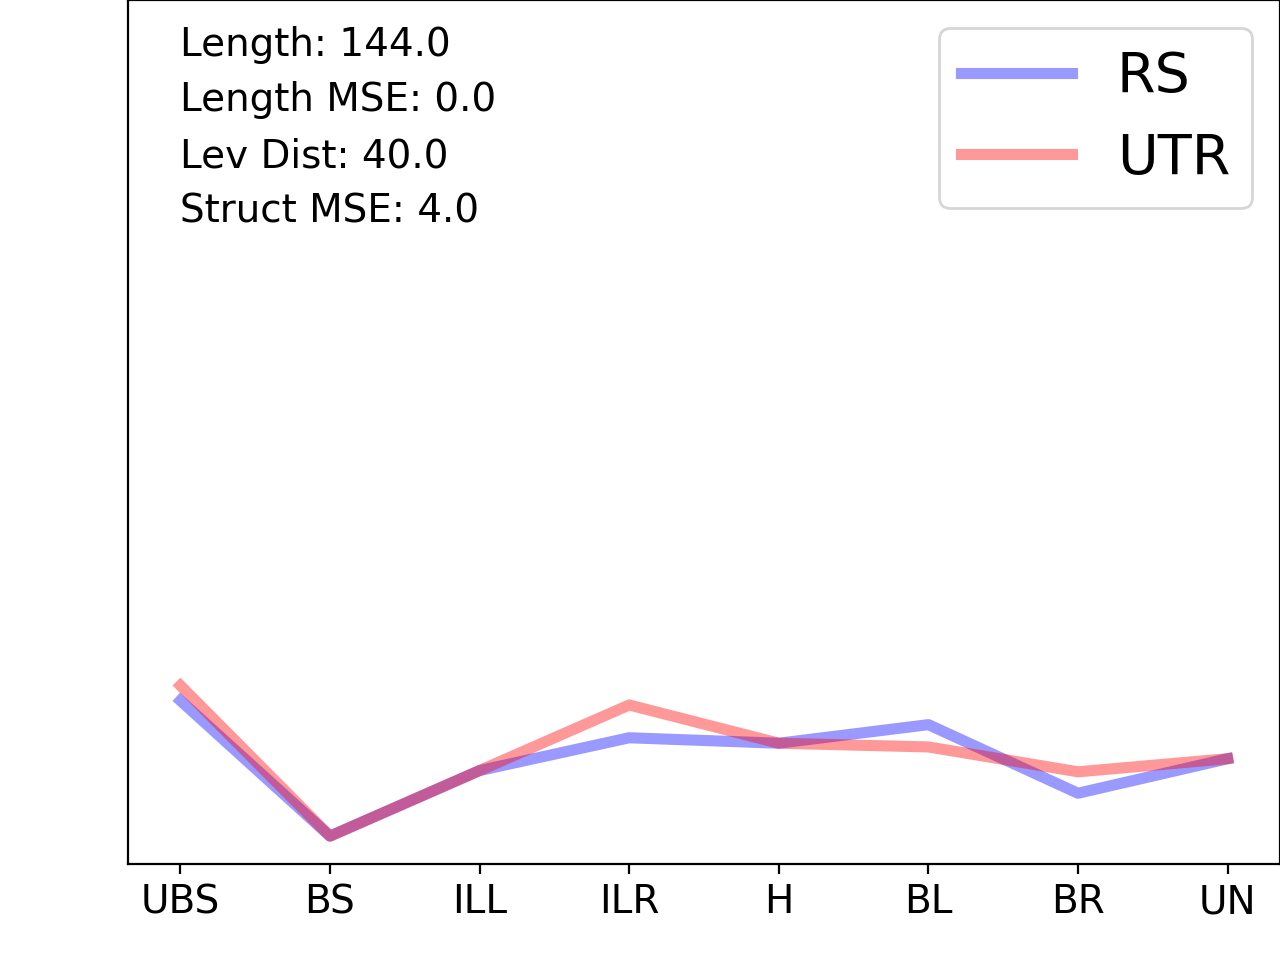 Length: 144.0
Length MSE: 0.0
Lev Dist: 40.0
Struct MSE: 4.0
RS
UTR
UBS BS ILL ILR H BL BR UN